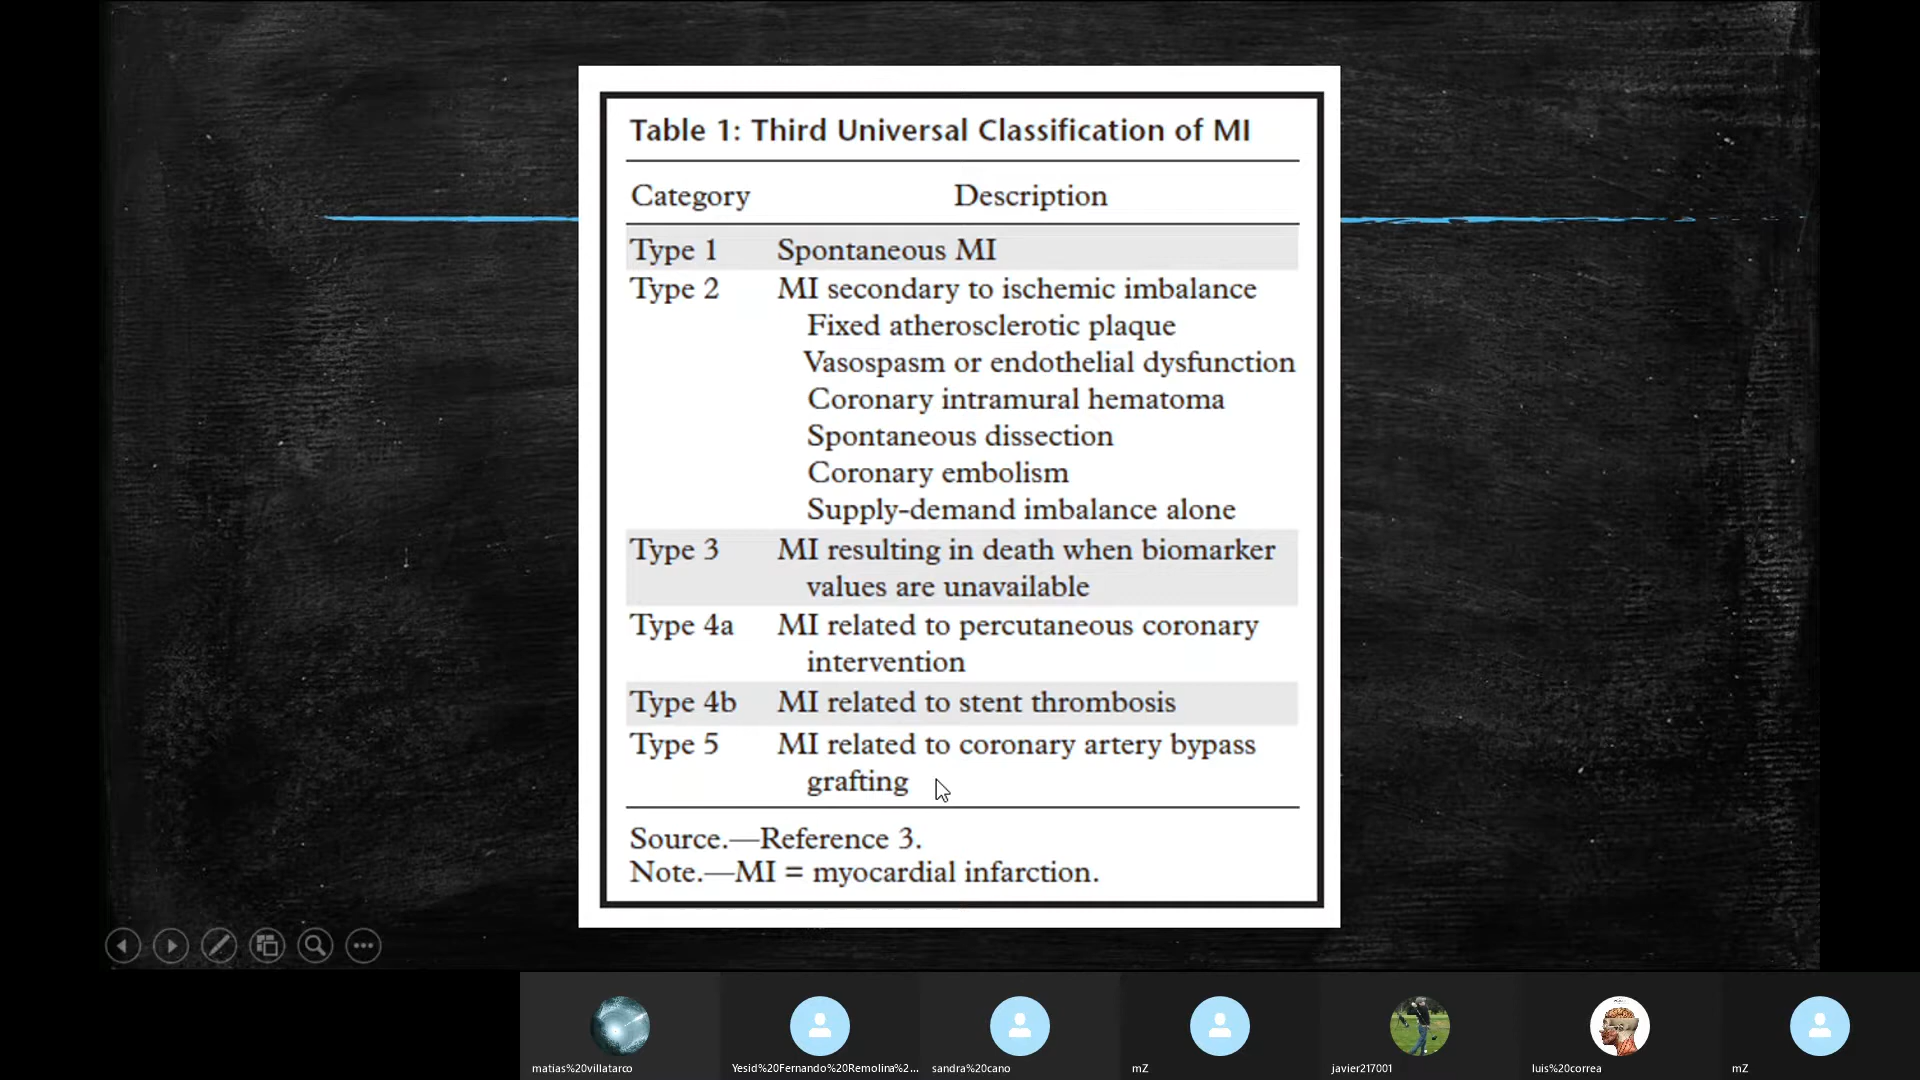 Table 1: Third Universal Classification of MI
Category Description
Type 1 Spontaneous MI
Type 2 MI secondary to ischemic imbalance
Fixed atherosclerotic plaque
Vasospasm or endothelial dysfunction
Coronary intramural hematoma
Spontaneous dissection
Coronary embolism
Supply-demand imbalance alone
Type 3 MI resulting in death when biomarker
values are unavailable
Type 4a MI related to percutaneous coronary
intervention
Type 4b MI related to stent thrombosis
Type 5 MI related to coronary artery bypass
grafting
Source.—Reference 3.
Note.—MI = myocardial infarction.
matias%20villatarco Yesid%20Fernando%20Remolina%2... sandra%20cano mZ javier217001 luis%20correa mZ